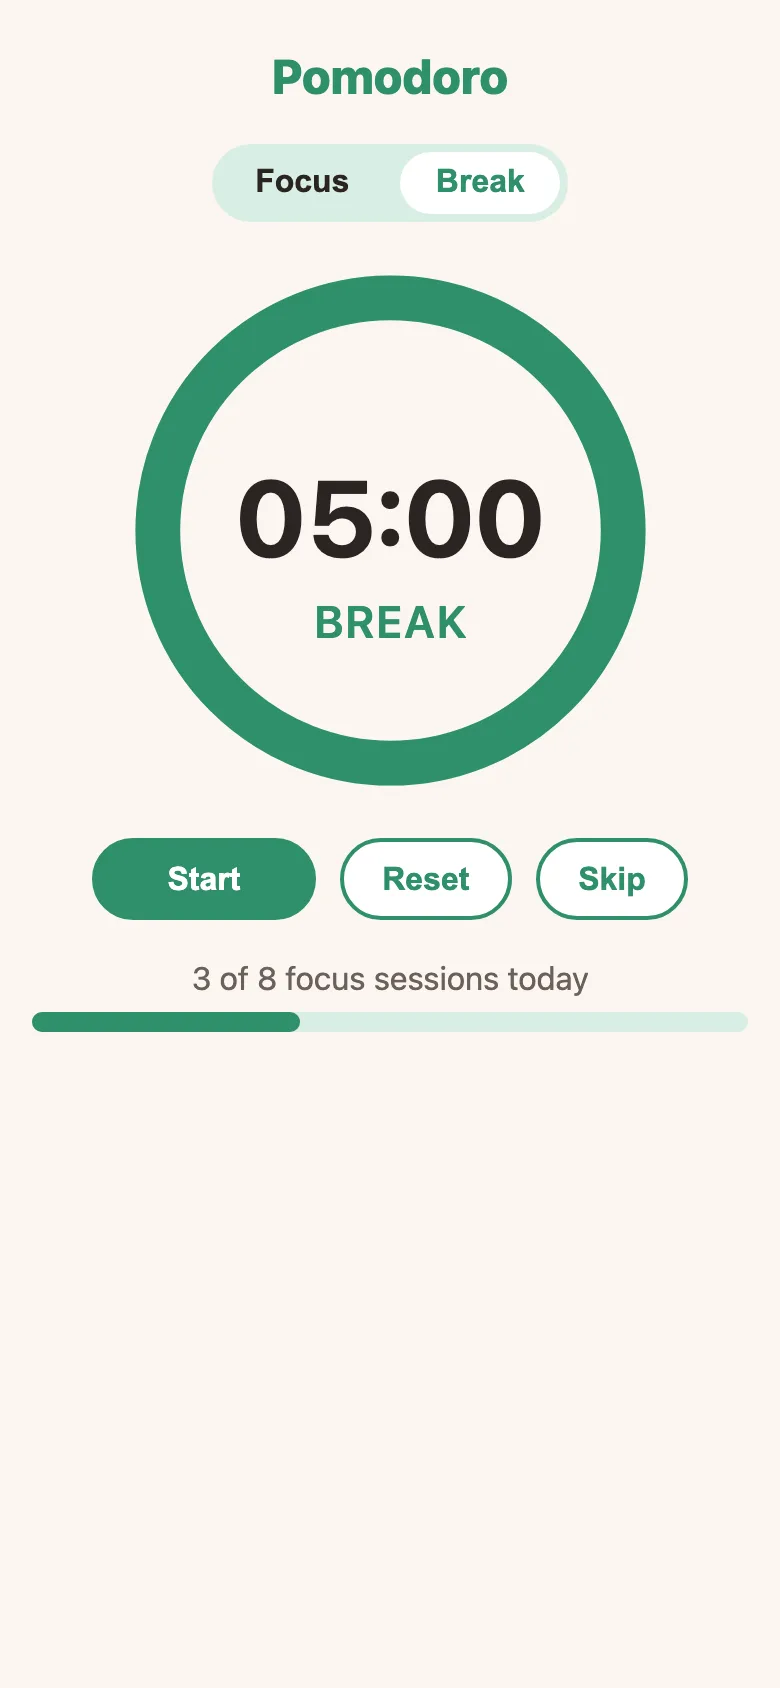 Pomodoro
Focus Break
05:00
BREAK
Start Reset Skip
3 of 8 focus sessions today